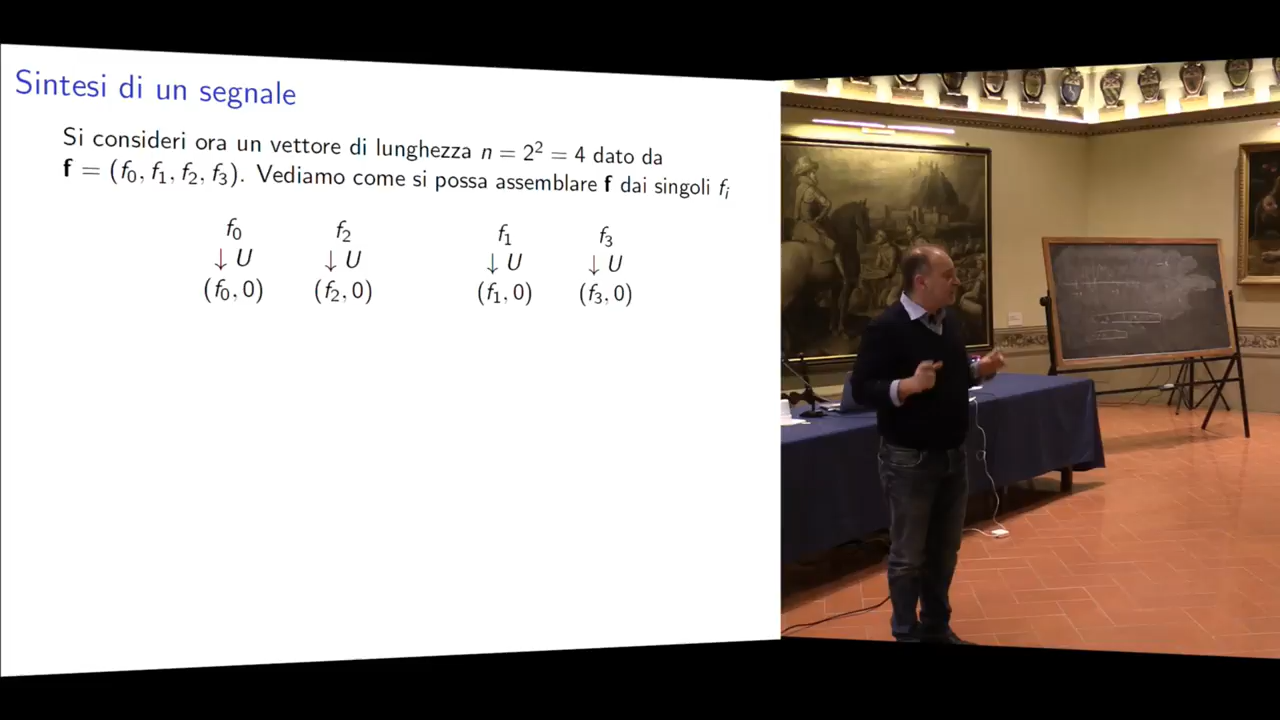 Sintesi di un segnale
Si consideri ora un vettore di lunghezza n = 2² = 4 dato da
f = (f₀, f₁, f₂, f₃). Vediamo come si possa assemblare f dai singoli fᵢ
f₀ f₂ f₁ f₃
↓ U ↓ U ↓ U ↓ U
(f₀, 0) (f₂, 0) (f₁, 0) (f₃, 0)